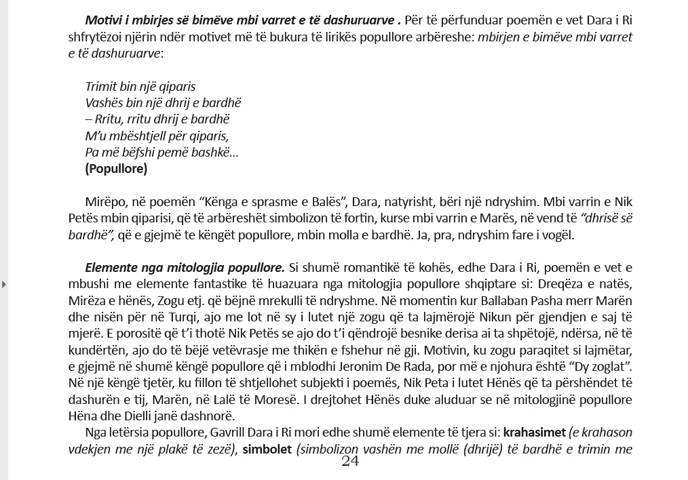 Motivi i mbirjes së bimëve mbi varret e të dashuruarve . Për të përfunduar poemën e vet Dara i Ri
shfrytëzoi njërin ndër motivet më të bukura të lirikës popullore arbëreshe: mbirjen e bimëve mbi varret
e të dashuruarve:
Trimit bin një qiparis
Vashës bin një dhrij e bardhë
– Rritu, rritu dhrij e bardhë
M'u mbështjell për qiparis,
Pa më bëfshi pemë bashkë...
(Popullore)
Mirëpo, në poemën “Kënga e sprasme e Balës”, Dara, natyrisht, bëri një ndryshim. Mbi varrin e Nik
Petës mbin qiparisi, që të arbëreshët simbolizon të fortin, kurse mbi varrin e Marës, në vend të “dhrisë së
bardhë”, që e gjejmë te këngët popullore, mbin molla e bardhë. Ja, pra, ndryshim fare i vogël.
Elemente nga mitologjia popullore. Si shumë romantikë të kohës, edhe Dara i Ri, poemën e vet e
mbushi me elemente fantastike të huazuara nga mitologjia popullore shqiptare si: Dreqëza e natës,
Mirëza e hënës, Zogu etj. që bëjnë mrekulli të ndryshme. Në momentin kur Ballaban Pasha merr Marën
dhe nisën për në Turqi, ajo me lot në sy i lutet një zogu që ta lajmërojë Nikun për gjendjen e saj të
mjerë. E porositë që t'i thotë Nik Petës se ajo do t'i qëndrojë besnike derisa ai ta shpëtojë, ndërsa, në të
kundërtën, ajo do të bëjë vetëvrasje me thikën e fshehur në gji. Motivin, ku zogu paraqitet si lajmëtar,
e gjejmë në shumë këngë popullore që i mblodhi Jeronim De Rada, por më e njohura është “Dy zoglat”.
Në një këngë tjetër, ku fillon të shtjellohet subjekti i poemës, Nik Peta i lutet Hënës që ta përshëndet të
dashurën e tij, Marën, në Lalë të Moresë. I drejtohet Hënës duke aluduar se në mitologjinë popullore
Hëna dhe Dielli janë dashnorë.
Nga letërsia popullore, Gavrill Dara i Ri mori edhe shumë elemente të tjera si: krahasimet (e krahason
vdekjen me një plakë të zezë), simbolet (simbolizon vashën me mollë (dhrijë) të bardhë e trimin me
24